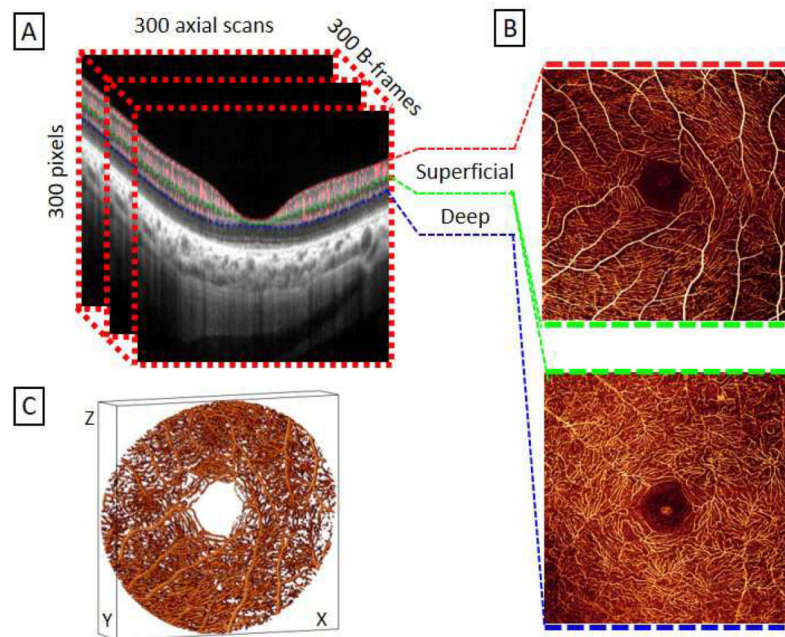 A
300 axial scans
300 B-frames
300 pixels
Superficial
Deep
B
C
Z
Y
X